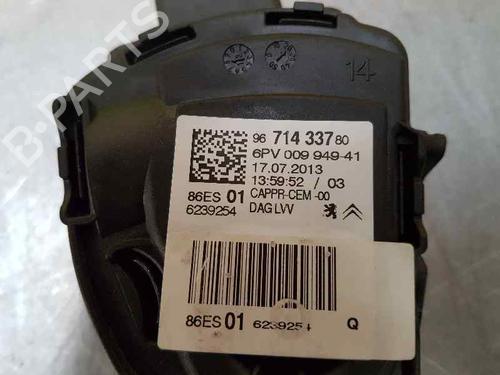 B-PARTS
14
96 714 337 80
6PV 009 949-41
17.07.2013
13:59:52 / 03
86ES 01 CAPPR-CEM -00
6239254 DAG LVV
86ES 01 6239254 Q